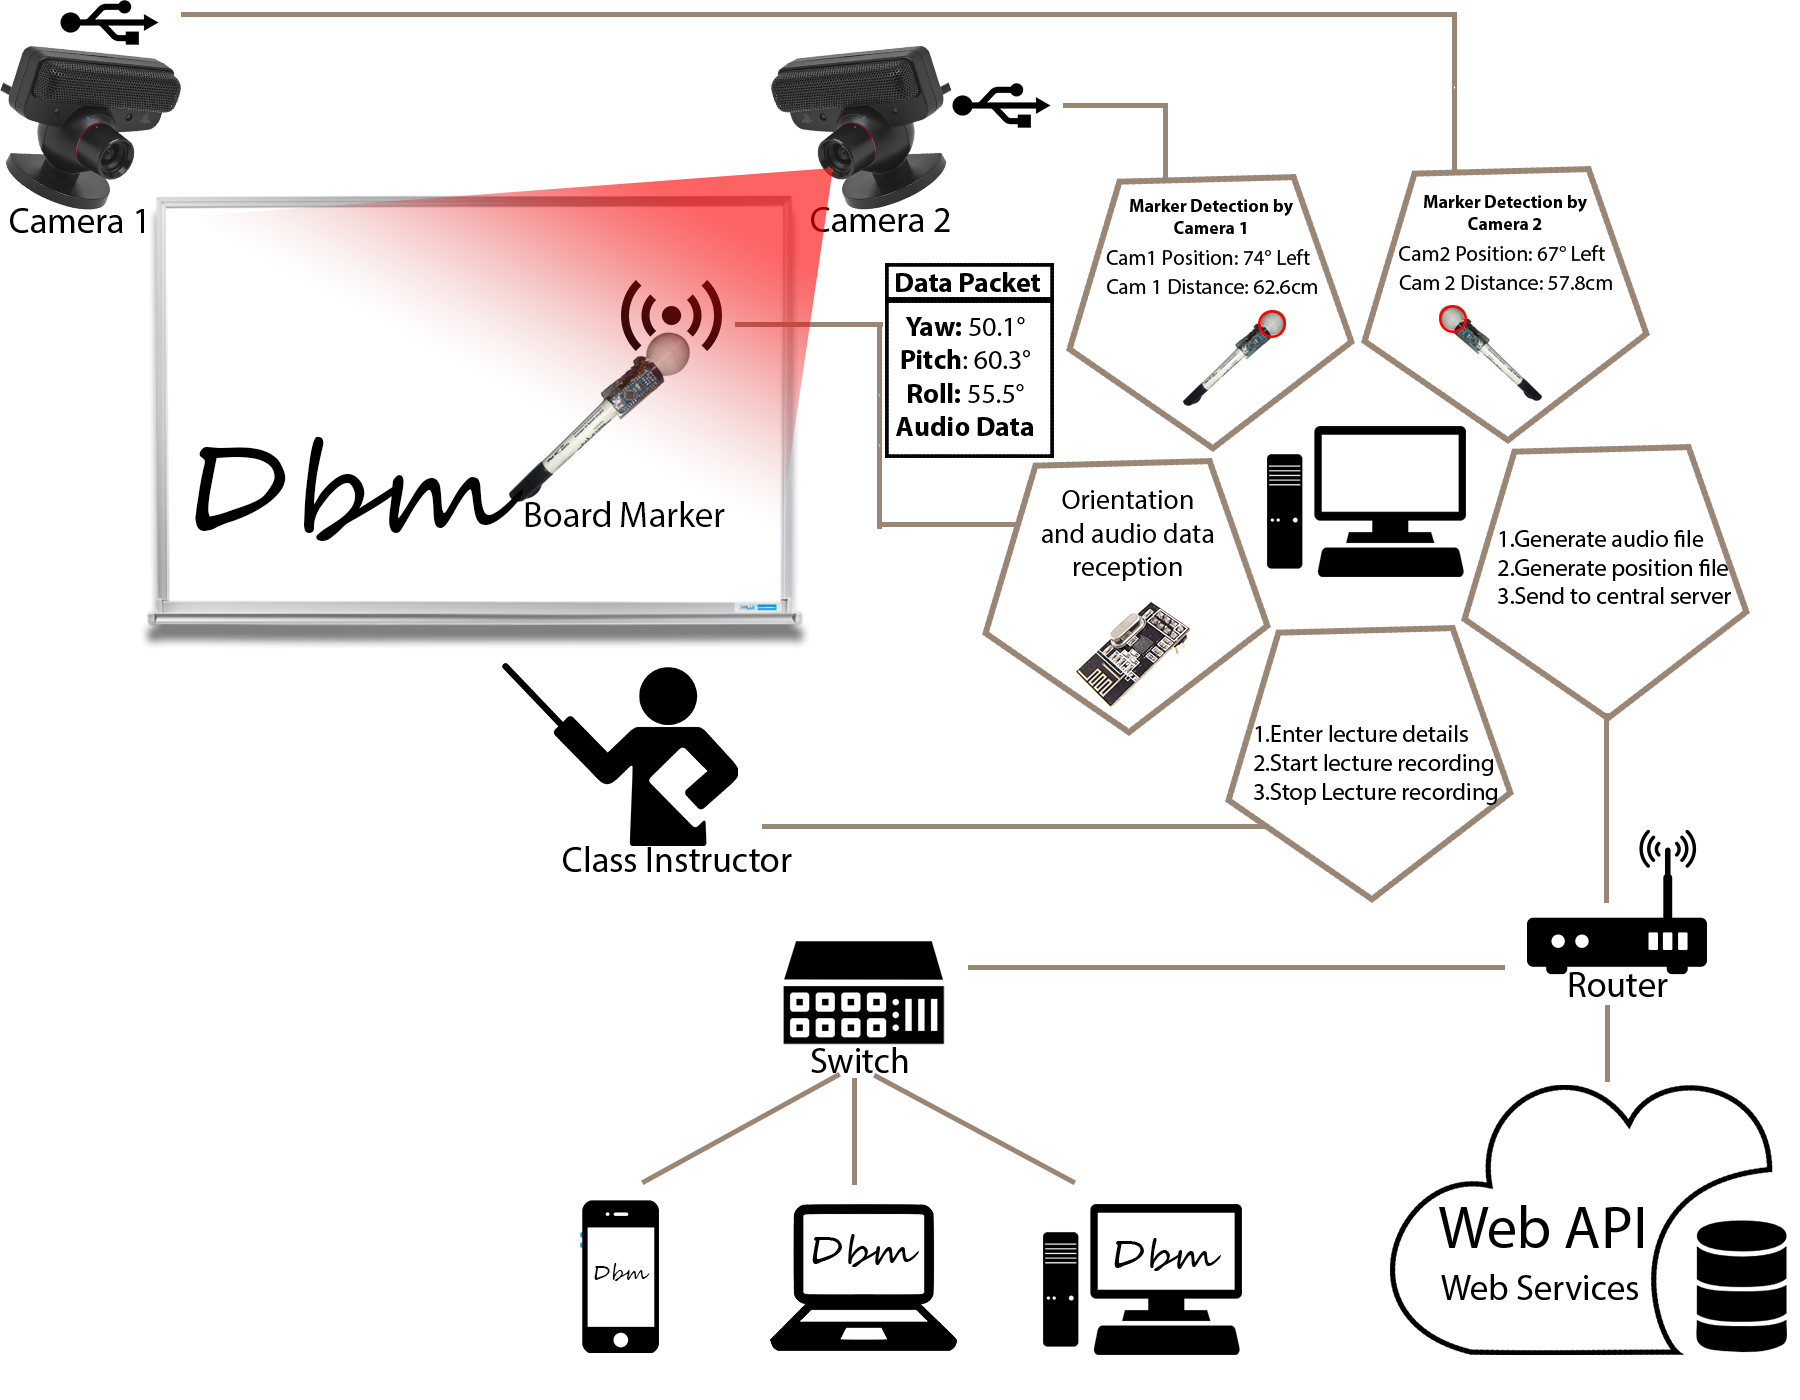 Camera 1
Camera 2
Dbm
Board Marker
Data Packet
Yaw: 50.1°
Pitch: 60.3°
Roll: 55.5°
Audio Data
Marker Detection by
Camera 1
Cam1 Position: 74° Left
Cam 1 Distance: 62.6cm
Marker Detection by
Camera 2
Cam2 Position: 67° Left
Cam 2 Distance: 57.8cm
Orientation
and audio data
reception
1.Generate audio file
2.Generate position file
3.Send to central server
1.Enter lecture details
2.Start lecture recording
3.Stop Lecture recording
Class Instructor
Router
Switch
Dbm
Dbm
Dbm
Web API
Web Services